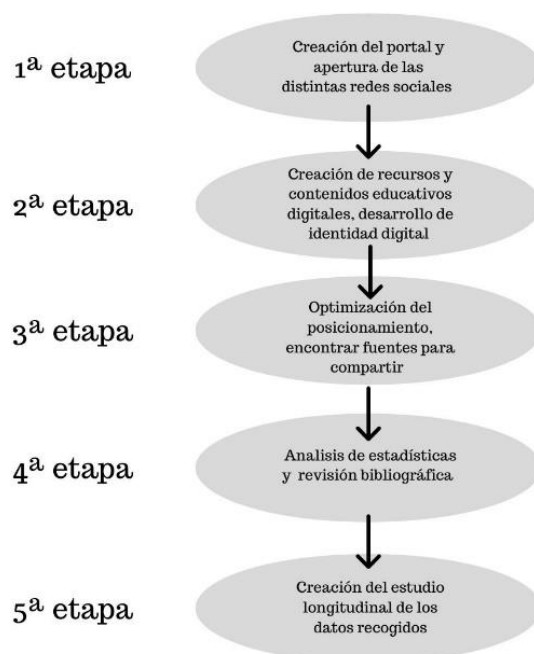 1ª etapa
Creación del portal y
apertura de las
distintas redes sociales
2ª etapa
Creación de recursos y
contenidos educativos
digitales, desarrollo de
identidad digital
3ª etapa
Optimización del
posicionamiento,
encontrar fuentes para
compartir
4ª etapa
Analisis de estadísticas
y revisión bibliográfica
5ª etapa
Creación del estudio
longitudinal de los
datos recogidos